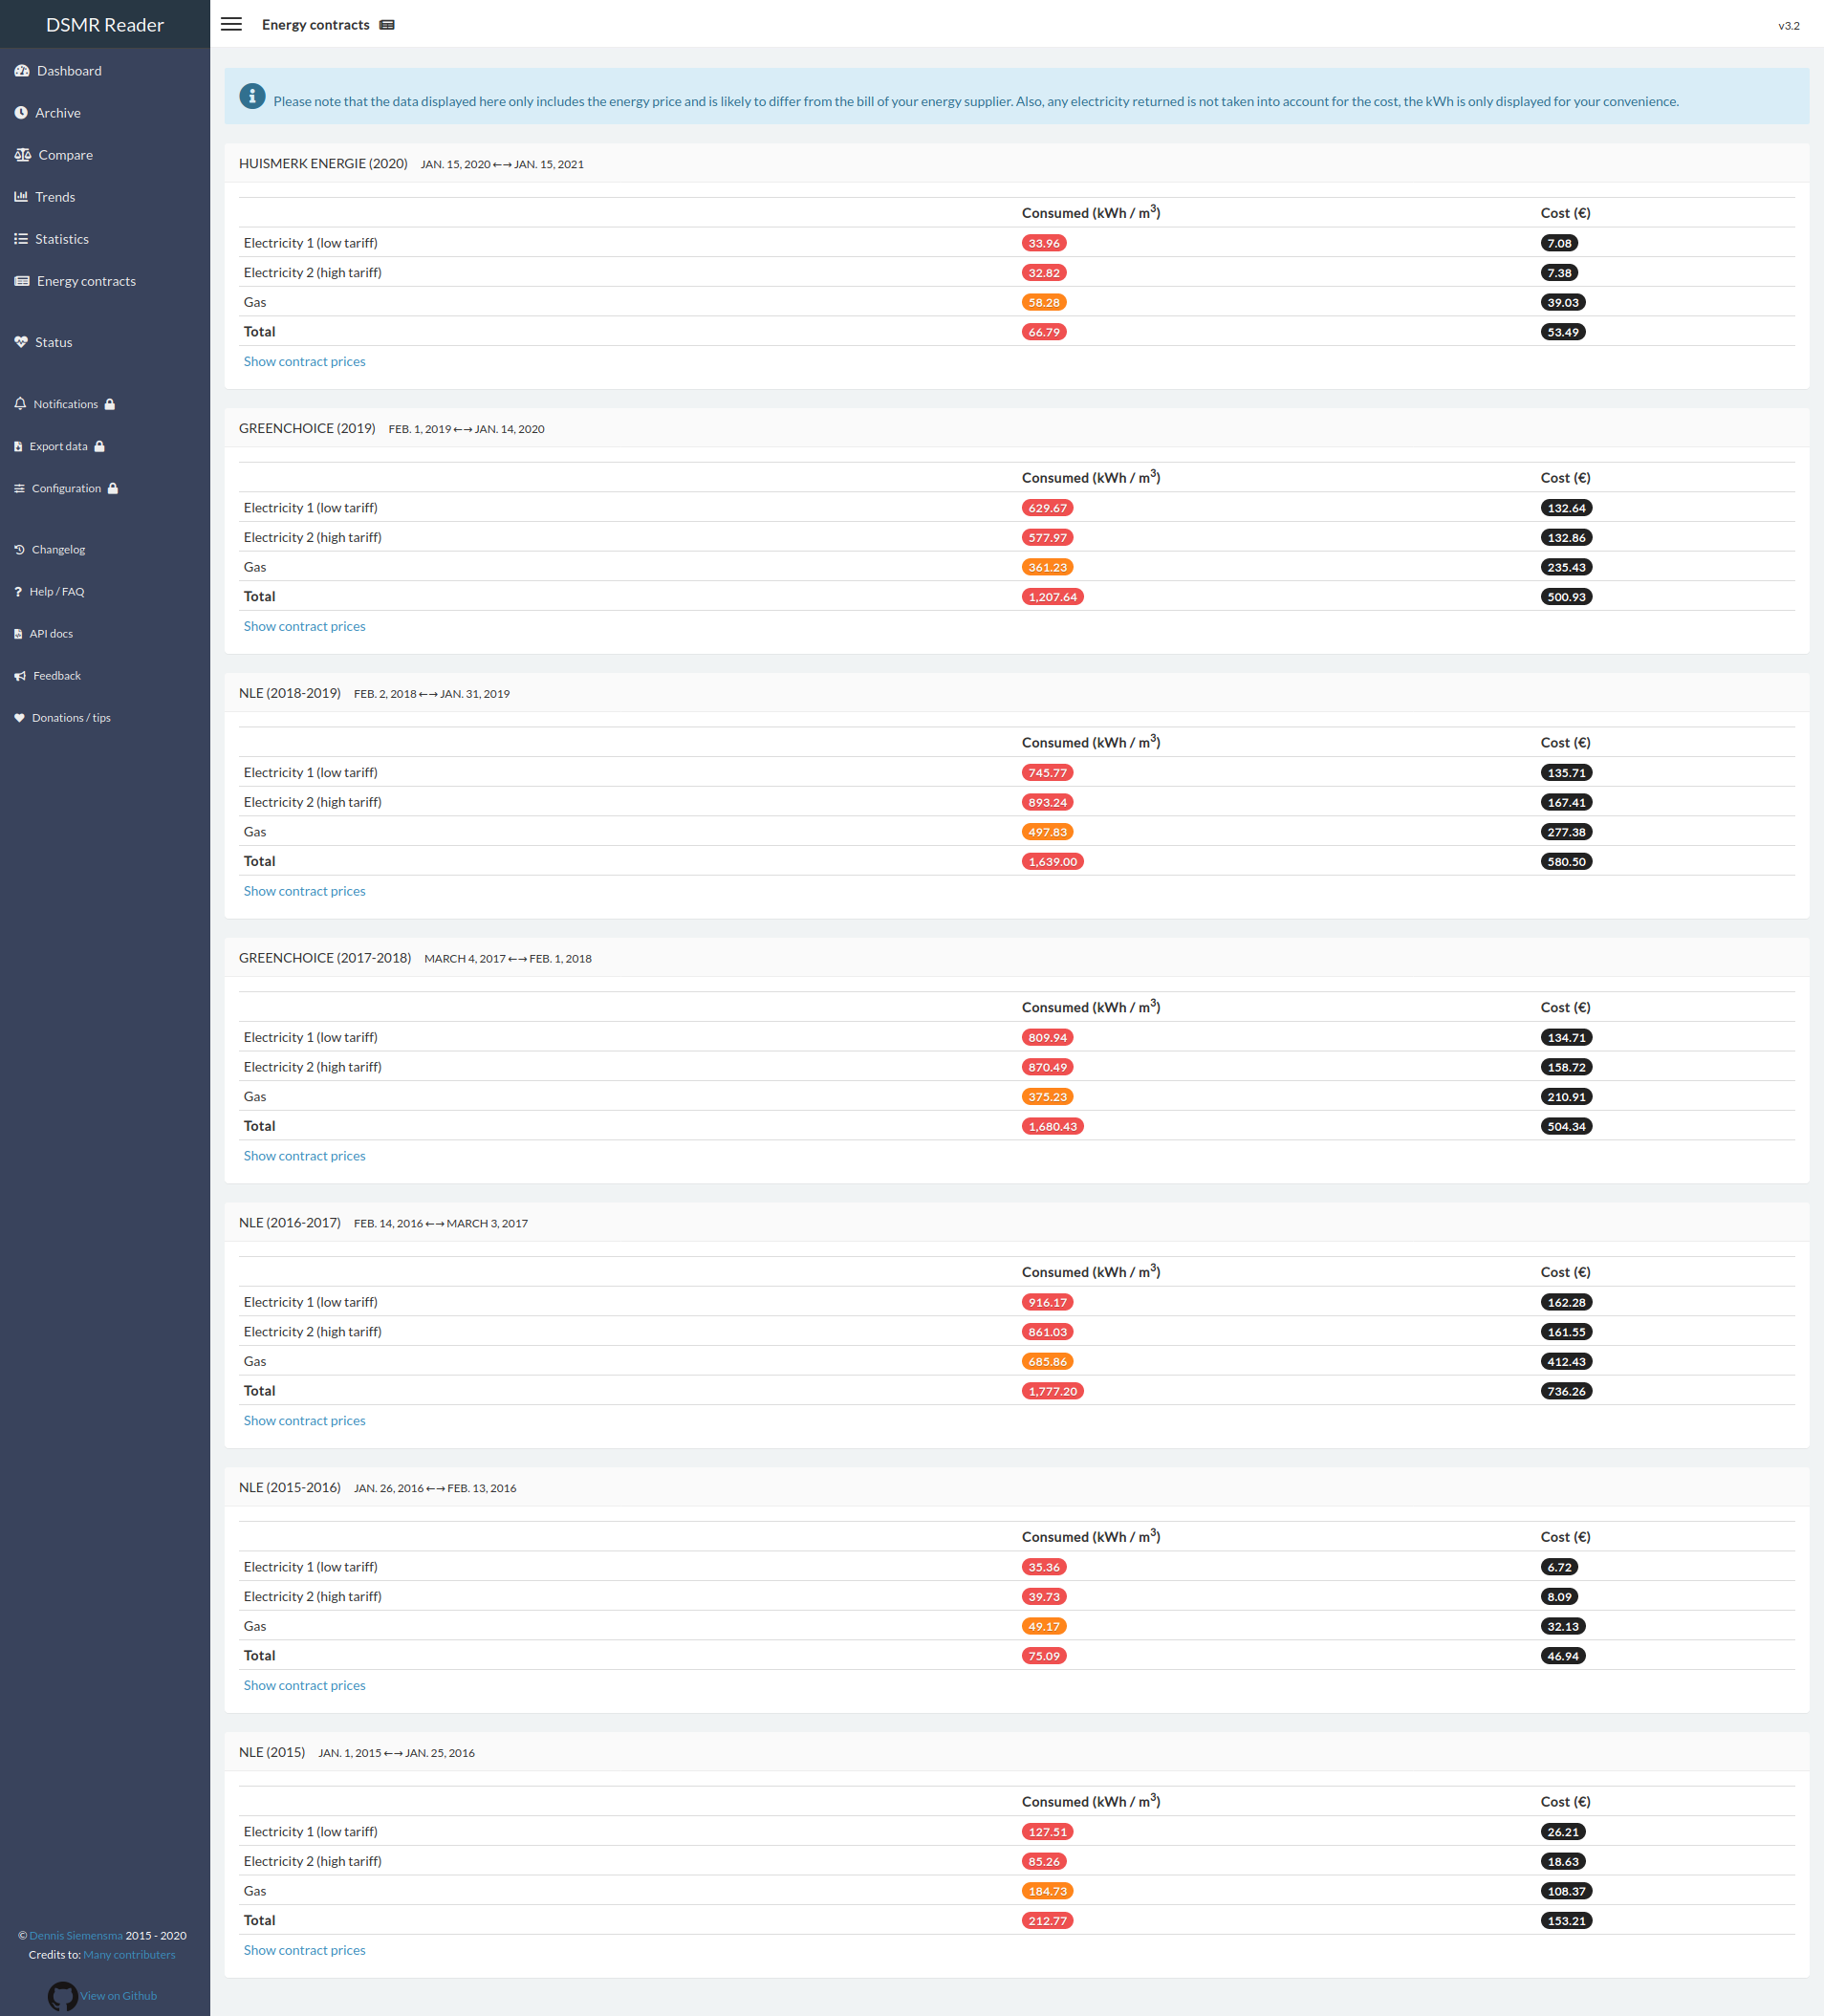 DSMR Reader
Energy contracts
v3.2
Dashboard
Archive
Compare
Trends
Statistics
Energy contracts
Status
Notifications
Export data
Configuration
Changelog
Help / FAQ
API docs
Feedback
Donations / tips
© Dennis Siemensma 2015 - 2020
Credits to: Many contributers
View on Github
Please note that the data displayed here only includes the energy price and is likely to differ from the bill of your energy supplier. Also, any electricity returned is not taken into account for the cost, the kWh is only displayed for your convenience.
HUISMERK ENERGIE (2020) JAN. 15, 2020 ←→ JAN. 15, 2021
Consumed (kWh / m³) Cost (€)
Electricity 1 (low tariff) 33.96 7.08
Electricity 2 (high tariff) 32.82 7.38
Gas 58.28 39.03
Total 66.79 53.49
Show contract prices
GREENCHOICE (2019) FEB. 1, 2019 ←→ JAN. 14, 2020
Consumed (kWh / m³) Cost (€)
Electricity 1 (low tariff) 629.67 132.64
Electricity 2 (high tariff) 577.97 132.86
Gas 361.23 235.43
Total 1,207.64 500.93
Show contract prices
NLE (2018-2019) FEB. 2, 2018 ←→ JAN. 31, 2019
Consumed (kWh / m³) Cost (€)
Electricity 1 (low tariff) 745.77 135.71
Electricity 2 (high tariff) 893.24 167.41
Gas 497.83 277.38
Total 1,639.00 580.50
Show contract prices
GREENCHOICE (2017-2018) MARCH 4, 2017 ←→ FEB. 1, 2018
Consumed (kWh / m³) Cost (€)
Electricity 1 (low tariff) 809.94 134.71
Electricity 2 (high tariff) 870.49 158.72
Gas 375.23 210.91
Total 1,680.43 504.34
Show contract prices
NLE (2016-2017) FEB. 14, 2016 ←→ MARCH 3, 2017
Consumed (kWh / m³) Cost (€)
Electricity 1 (low tariff) 916.17 162.28
Electricity 2 (high tariff) 861.03 161.55
Gas 685.86 412.43
Total 1,777.20 736.26
Show contract prices
NLE (2015-2016) JAN. 26, 2016 ←→ FEB. 13, 2016
Consumed (kWh / m³) Cost (€)
Electricity 1 (low tariff) 35.36 6.72
Electricity 2 (high tariff) 39.73 8.09
Gas 49.17 32.13
Total 75.09 46.94
Show contract prices
NLE (2015) JAN. 1, 2015 ←→ JAN. 25, 2016
Consumed (kWh / m³) Cost (€)
Electricity 1 (low tariff) 127.51 26.21
Electricity 2 (high tariff) 85.26 18.63
Gas 184.73 108.37
Total 212.77 153.21
Show contract prices